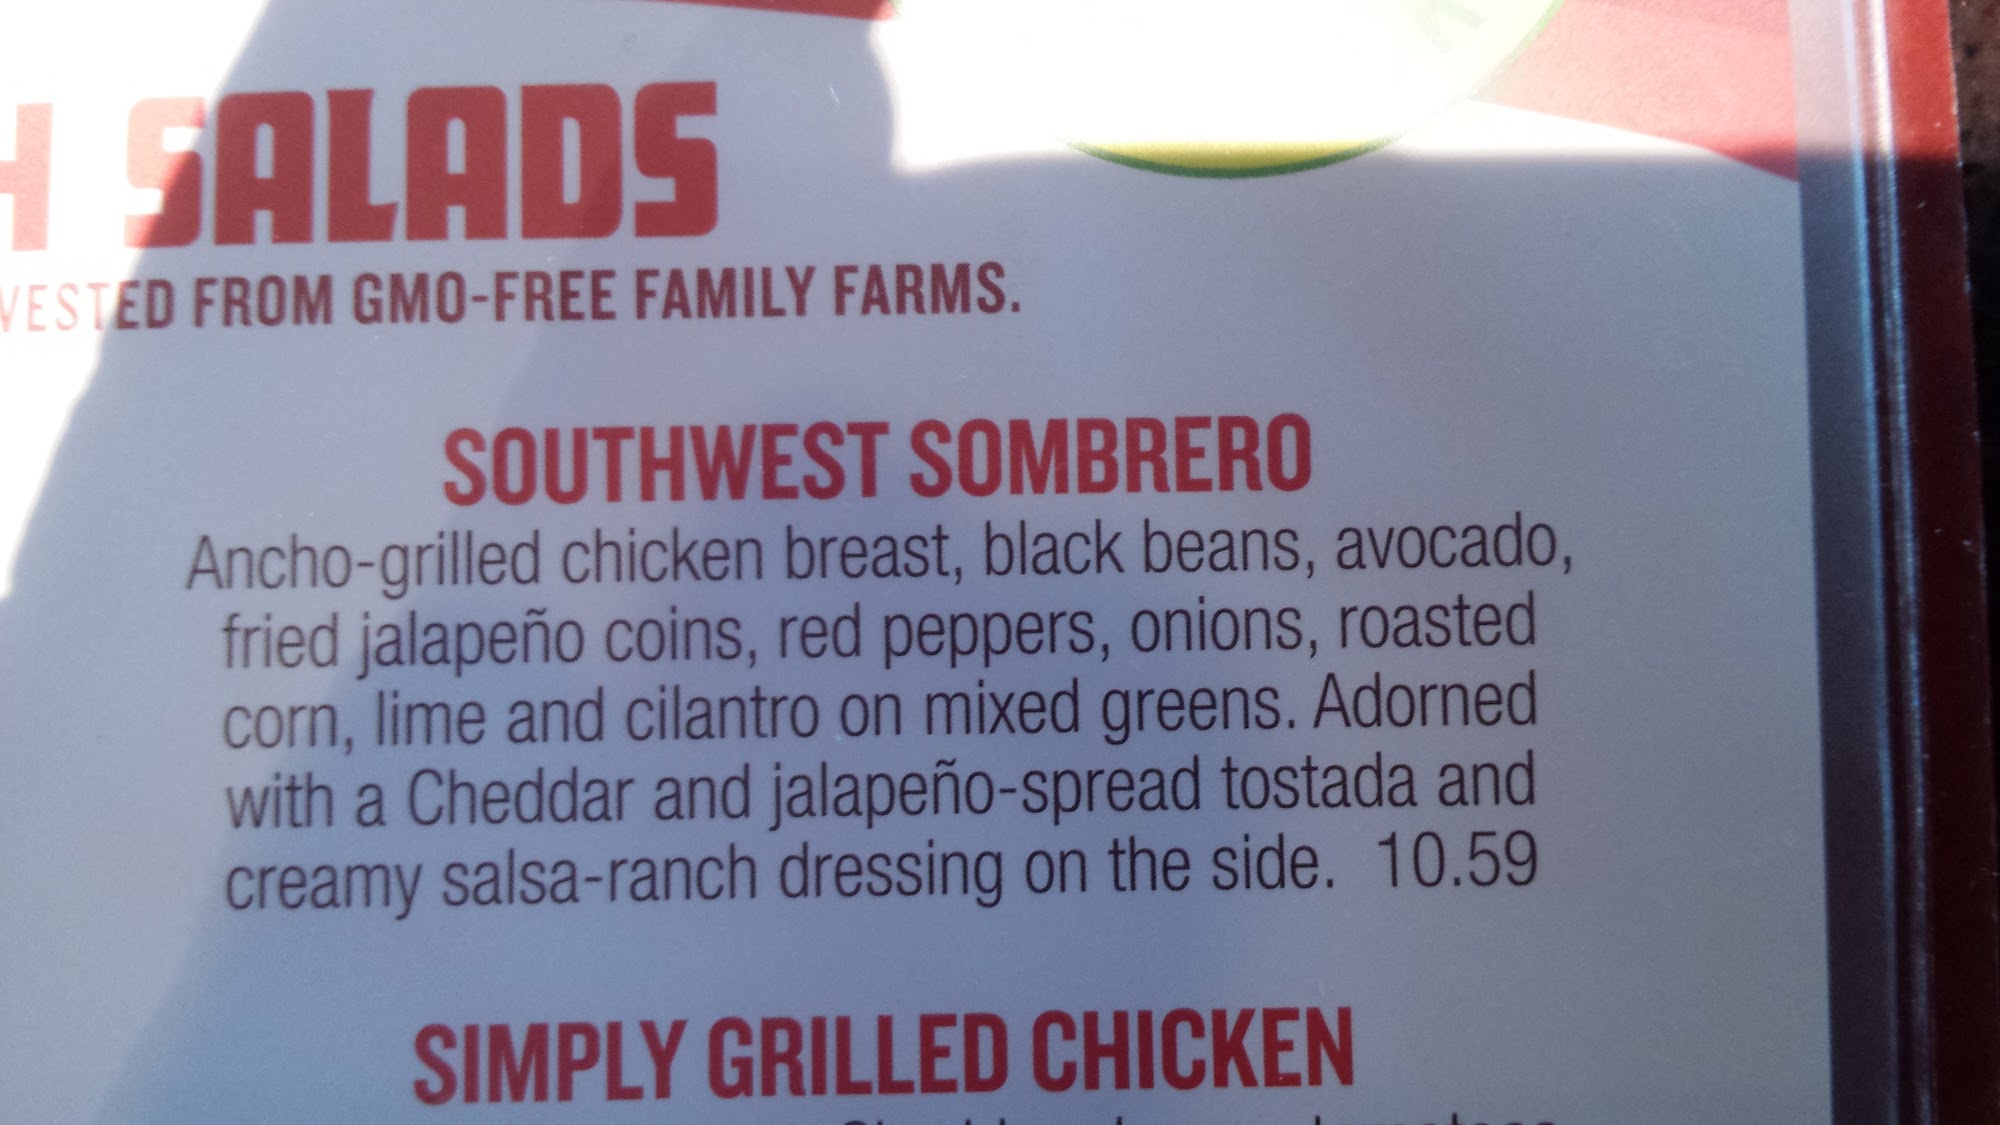 SALADS
FROM GMO-FREE FAMILY FARMS.
SOUTHWEST SOMBRERO
Ancho-grilled chicken breast, black beans, avocado,
fried jalapeño coins, red peppers, onions, roasted
corn, lime and cilantro on mixed greens. Adorned
with a Cheddar and jalapeño-spread tostada and
creamy salsa-ranch dressing on the side. 10.59
SIMPLY GRILLED CHICKEN